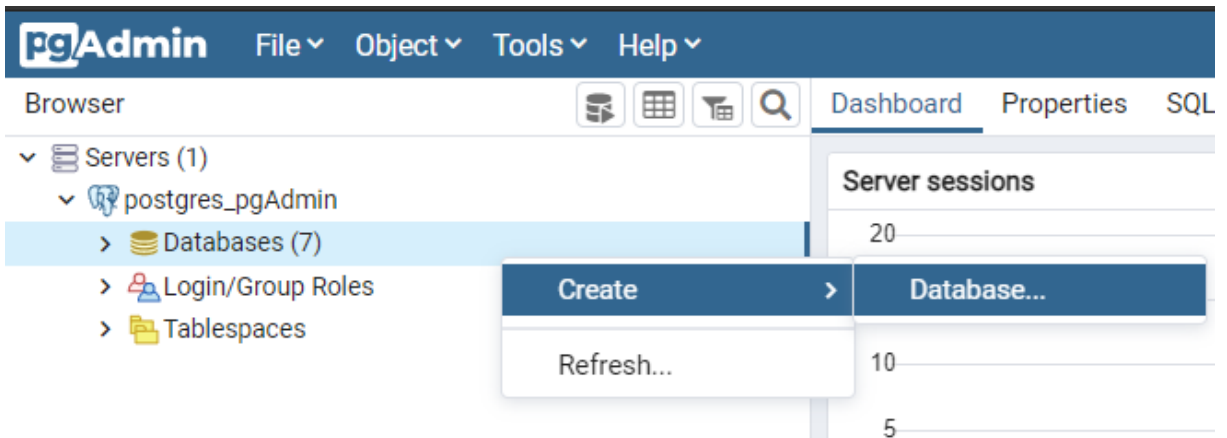 pgAdmin File Object Tools Help
Browser
Dashboard Properties SQL
Servers (1)
postgres_pgAdmin
Databases (7)
Login/Group Roles
Tablespaces
Create
Refresh...
Database...
Server sessions
20
10
5